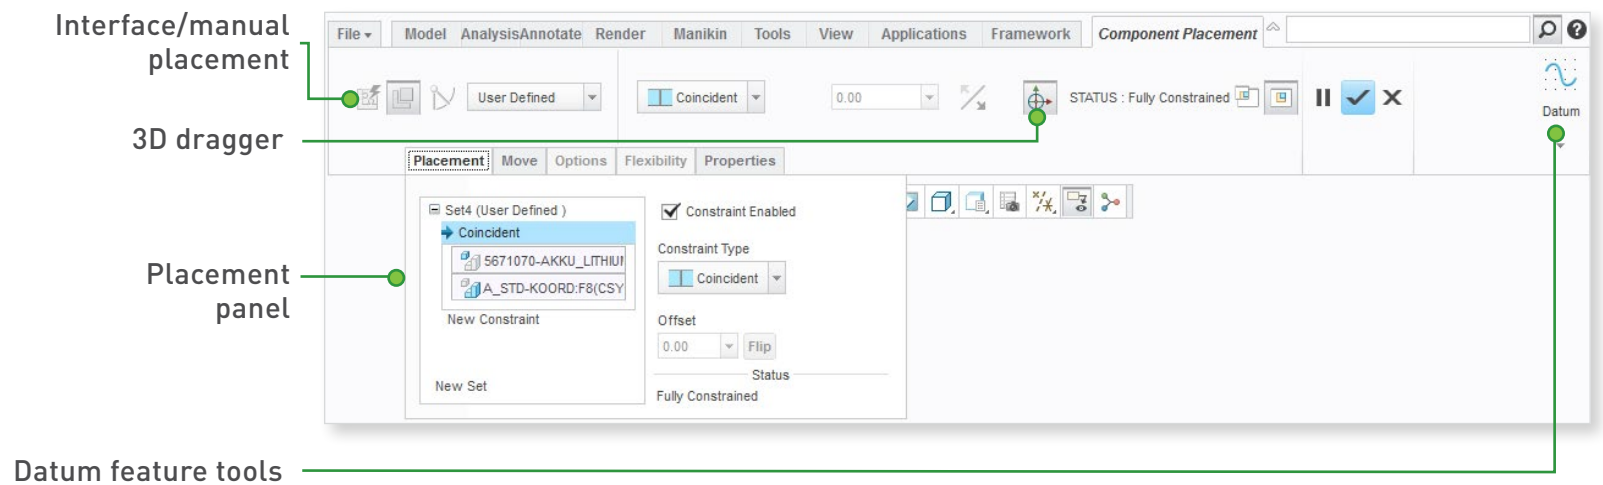 Interface/manual
placement
3D dragger
Placement
panel
Datum feature tools
File Model Analysis Annotate Render Manikin Tools View Applications Framework Component Placement
User Defined Coincident 0.00 STATUS : Fully Constrained
Datum
Placement Move Options Flexibility Properties
Set4 (User Defined )
Coincident
5671070-AKKU_LITHIU
A_STD-KOORD:F8(CSY
New Constraint
New Set
Constraint Enabled
Constraint Type
Coincident
Offset
0.00 Flip
Status
Fully Constrained